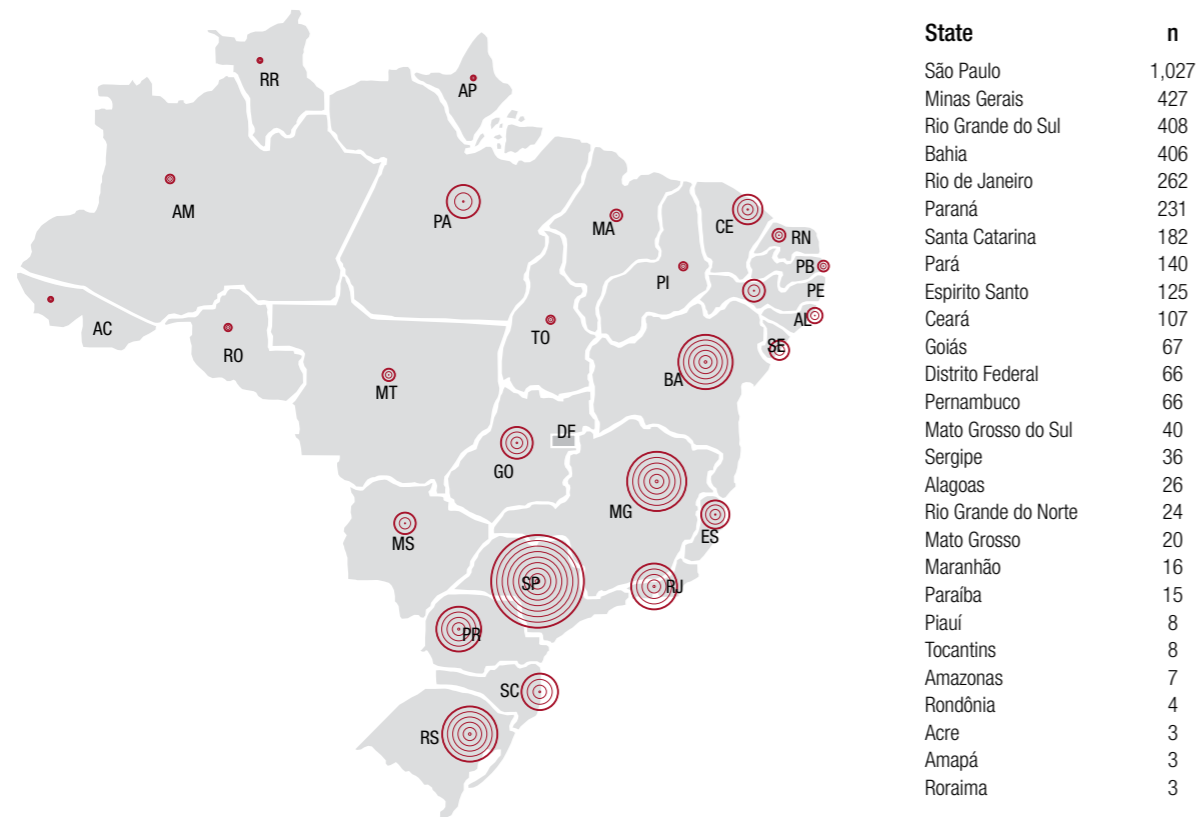 RR
AP
AM
PA
MA
CE
RN
PI
PB
PE
AC
AL
TO
RO
SE
BA
MT
DF
GO
MG
ES
MS
SP
RJ
PR
SC
RS
State n
São Paulo 1,027
Minas Gerais 427
Rio Grande do Sul 408
Bahia 406
Rio de Janeiro 262
Paraná 231
Santa Catarina 182
Pará 140
Espirito Santo 125
Ceará 107
Goiás 67
Distrito Federal 66
Pernambuco 66
Mato Grosso do Sul 40
Sergipe 36
Alagoas 26
Rio Grande do Norte 24
Mato Grosso 20
Maranhão 16
Paraíba 15
Piauí 8
Tocantins 8
Amazonas 7
Rondônia 4
Acre 3
Amapá 3
Roraima 3